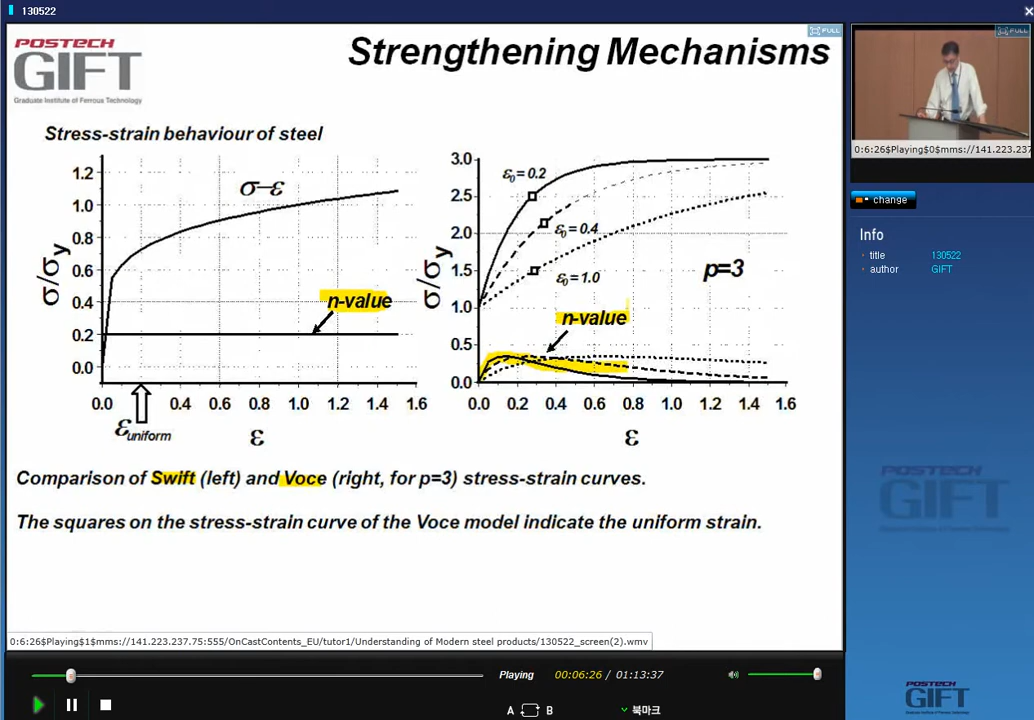 130522
POSTECH
GIFT
Graduate Institute of Ferrous Technology
Strengthening Mechanisms
FULL
FULL
Stress-strain behaviour of steel
1.2
1.0
0.8
0.6
0.4
0.2
0.0
σ/σy
σ–ε
n-value
0.0
0.4
0.6
0.8
1.0
1.2
1.4
1.6
εuniform
ε
3.0
2.5
2.0
1.5
1.0
0.5
0.0
σ/σy
ε0= 0.2
ε0= 0.4
ε0= 1.0
p=3
n-value
0.0
0.2
0.4
0.6
0.8
1.0
1.2
1.4
1.6
ε
Comparison of Swift (left) and Voce (right, for p=3) stress-strain curves.
The squares on the stress-strain curve of the Voce model indicate the uniform strain.
0:6:26$Playing$1$mms://141.223.237.75:555/OnCastContents_EU/tutor1/Understanding of Modern steel products/130522_screen(2).wmv
0:6:26$Playing$0$mms://141.223.237
change
Info
title 130522
author GIFT
POSTECH
GIFT
Playing 00:06:26 / 01:13:37
A B
북마크
POSTECH
GIFT